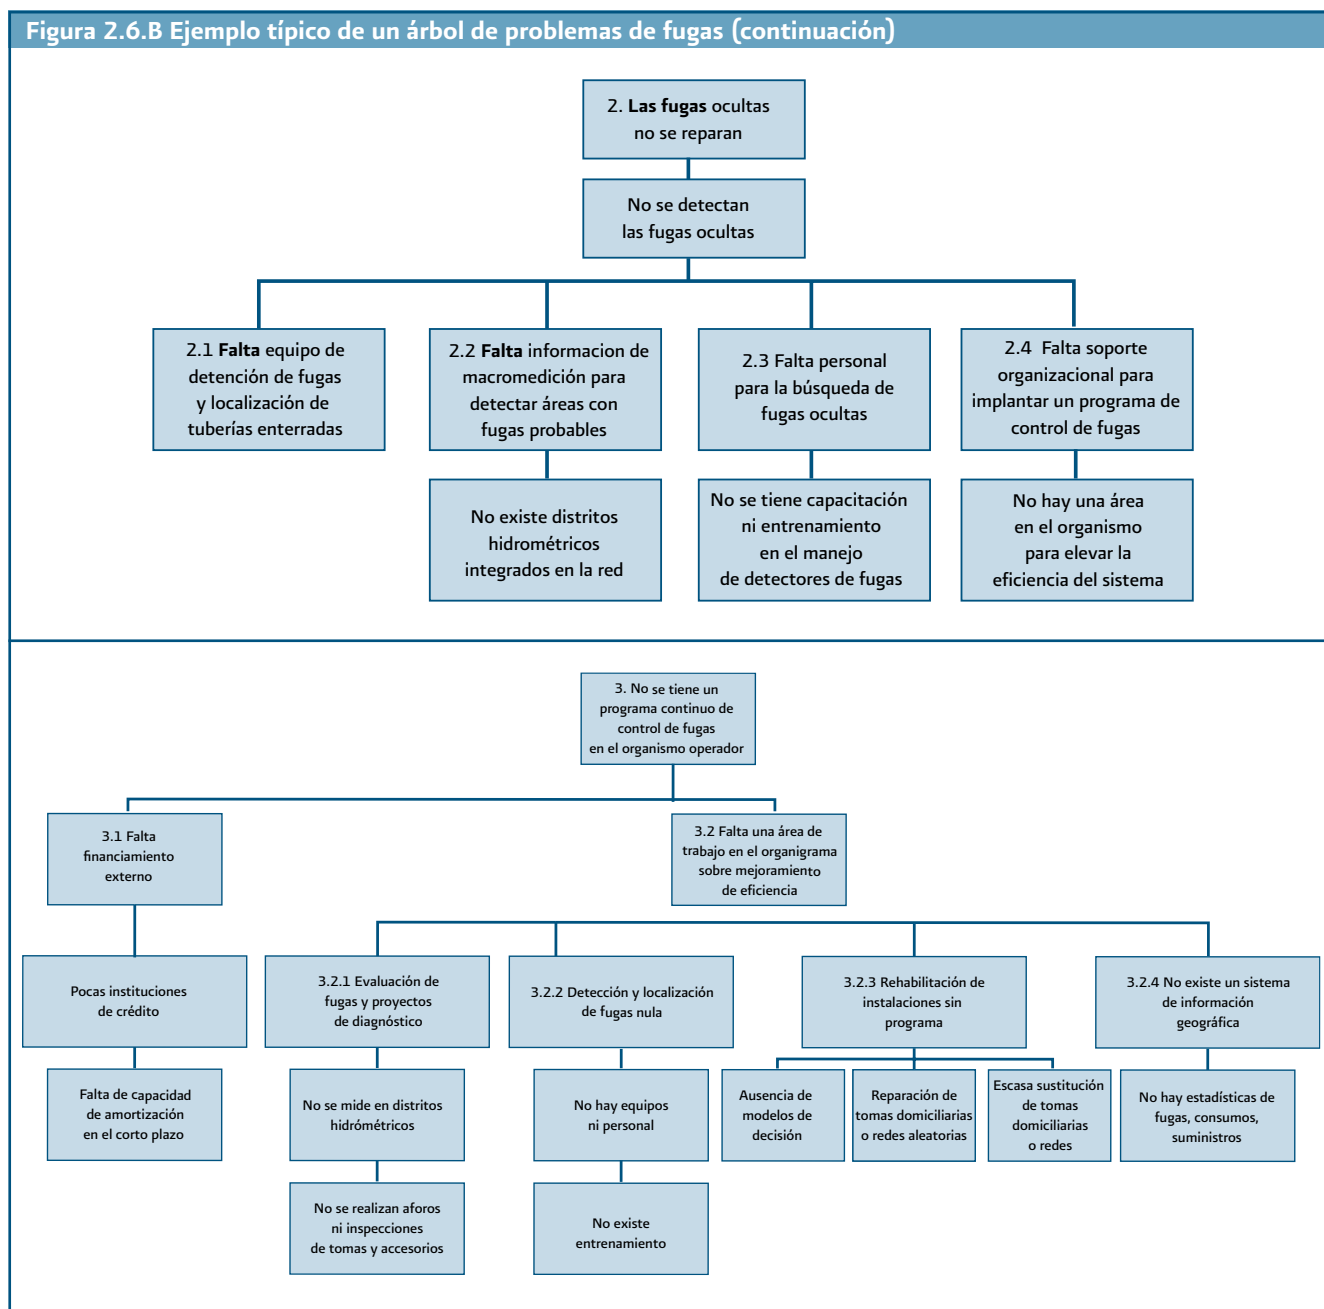 Figura 2.6.B Ejemplo típico de un árbol de problemas de fugas (continuación)
2. Las fugas ocultas
no se reparan
No se detectan
las fugas ocultas
2.1 Falta equipo de
detención de fugas
y localización de
tuberías enterradas
2.2 Falta informacion de
macromedición para
detectar áreas con
fugas probables
2.3 Falta personal
para la búsqueda de
fugas ocultas
2.4 Falta soporte
organizacional para
implantar un programa de
control de fugas
No existe distritos
hidrométricos
integrados en la red
No se tiene capacitación
ni entrenamiento
en el manejo
de detectores de fugas
No hay una área
en el organismo
para elevar la
eficiencia del sistema
3. No se tiene un
programa continuo de
control de fugas
en el organismo operador
3.1 Falta
financiamiento
externo
3.2 Falta una área de
trabajo en el organigrama
sobre mejoramiento
de eficiencia
Pocas instituciones
de crédito
3.2.1 Evaluación de
fugas y proyectos
de diagnóstico
3.2.2 Detección y localización
de fugas nula
3.2.3 Rehabilitación de
instalaciones sin
programa
3.2.4 No existe un sistema
de información
geográfica
Falta de capacidad
de amortización
en el corto plazo
No se mide en distritos
hidrómétricos
No hay equipos
ni personal
Ausencia de
modelos de
decisión
Reparación de
tomas domiciliarias
o redes aleatorias
Escasa sustitución
de tomas
domiciliarias
o redes
No hay estadísticas de
fugas, consumos,
suministros
No se realizan aforos
ni inspecciones
de tomas y accesorios
No existe
entrenamiento